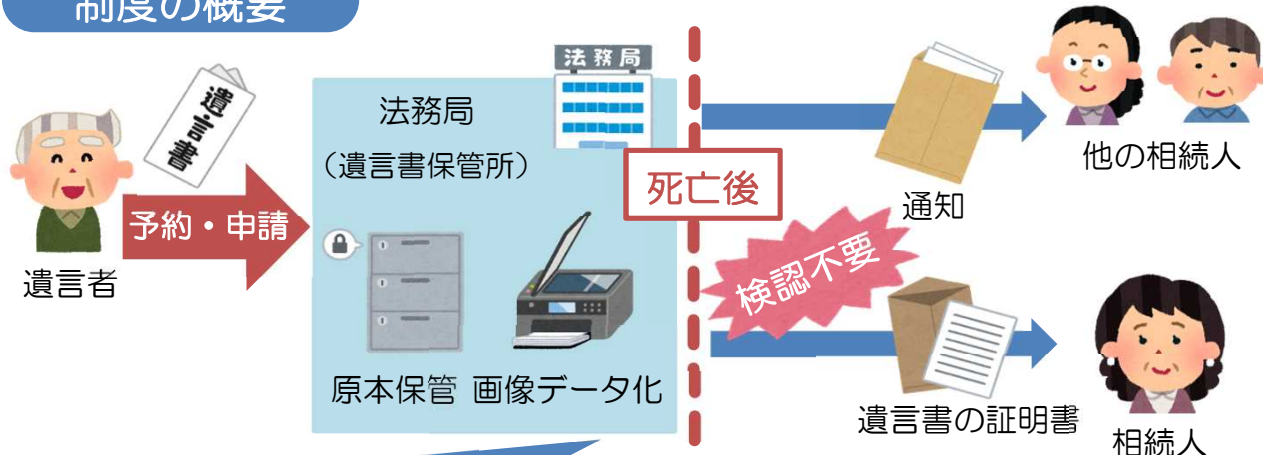 制度の概要
遺言書
遺言者
予約・申請
法務局
法務局
（遺言書保管所）
原本保管 画像データ化
死亡後
通知
他の相続人
検認不要
遺言書の証明書
相続人